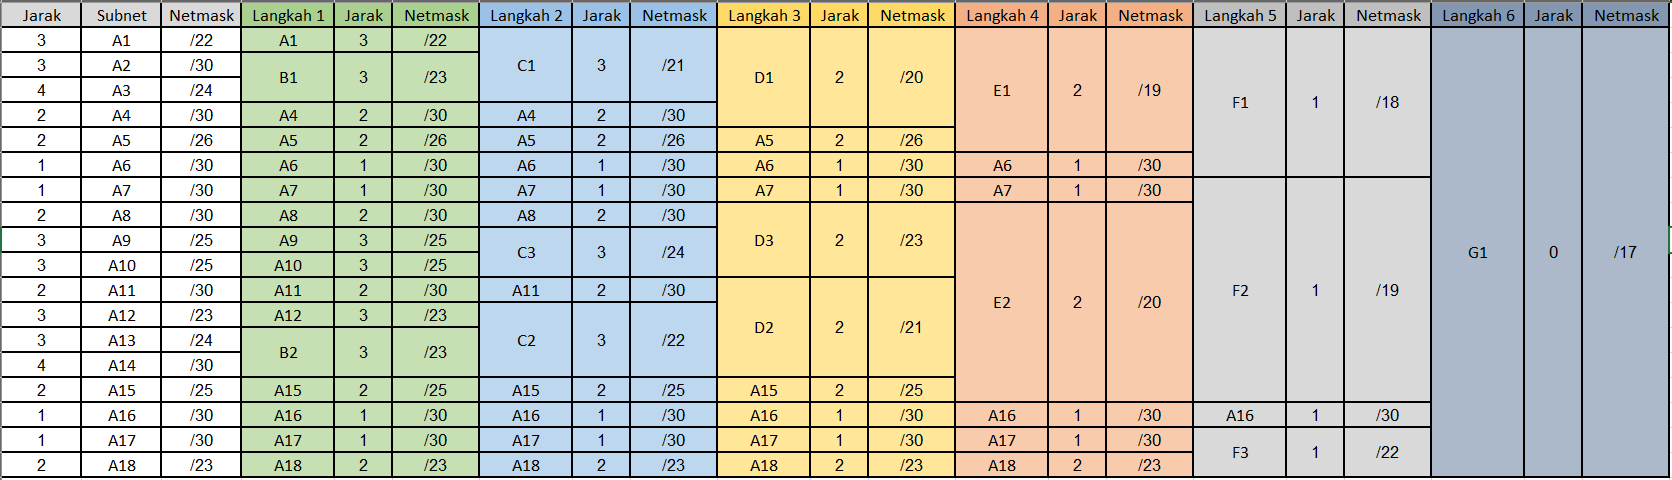 Jarak Subnet Netmask Langkah 1 Jarak Netmask Langkah 2 Jarak Netmask Langkah 3 Jarak Netmask Langkah 4 Jarak Netmask Langkah 5 Jarak Netmask Langkah 6 Jarak Netmask
3 A1 /22 A1 3 /22
C1 3 /21
3 A2 /30
B1 3 /23
D1 2 /20
4 A3 /24
E1 2 /19
F1 1 /18
2 A4 /30 A4 2 /30 A4 2 /30
2 A5 /26 A5 2 /26 A5 2 /26 A5 2 /26
1 A6 /30 A6 1 /30 A6 1 /30 A6 1 /30 A6 1 /30
1 A7 /30 A7 1 /30 A7 1 /30 A7 1 /30 A7 1 /30
2 A8 /30 A8 2 /30 A8 2 /30
3 A9 /25 A9 3 /25 D3 2 /23
C3 3 /24 G1 0 /17
3 A10 /25 A10 3 /25
2 A11 /30 A11 2 /30 A11 2 /30 F2 1 /19
E2 2 /20
3 A12 /23 A12 3 /23
D2 2 /21
3 A13 /24 C2 3 /22
B2 3 /23
4 A14 /30
2 A15 /25 A15 2 /25 A15 2 /25 A15 2 /25
1 A16 /30 A16 1 /30 A16 1 /30 A16 1 /30 A16 1 /30 A16 1 /30
1 A17 /30 A17 1 /30 A17 1 /30 A17 1 /30 A17 1 /30
F3 1 /22
2 A18 /23 A18 2 /23 A18 2 /23 A18 2 /23 A18 2 /23